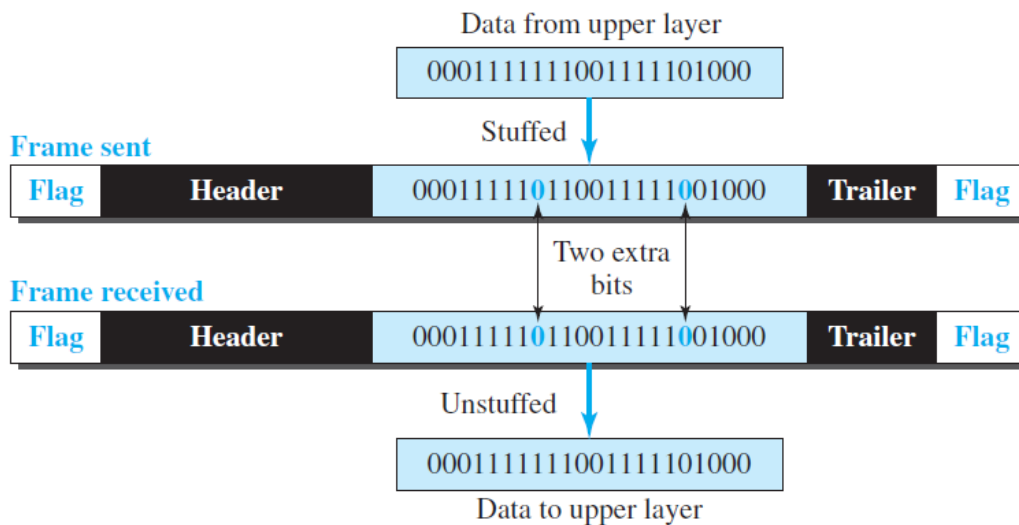 Data from upper layer
0001111111001111101000
Stuffed
Frame sent
Flag Header 000111110110011111001000 Trailer Flag
Two extra
bits
Frame received
Flag Header 000111110110011111001000 Trailer Flag
Unstuffed
0001111111001111101000
Data to upper layer